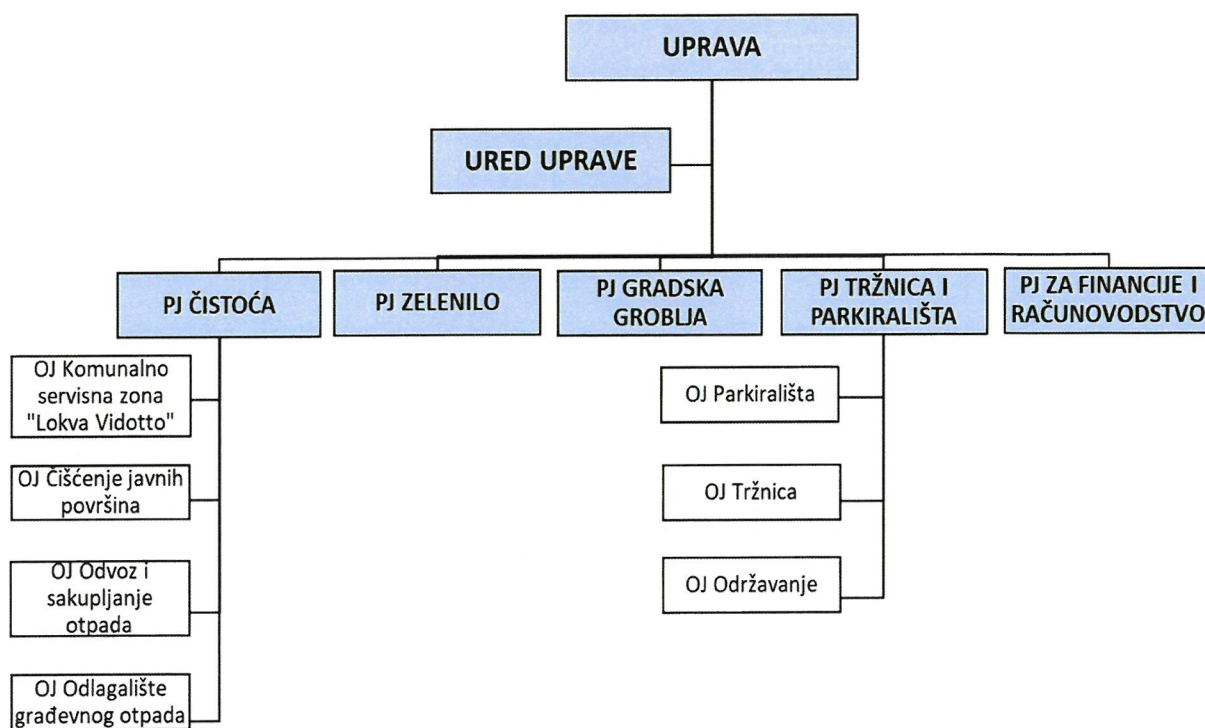 UPRAVA
URED UPRAVE
PJ ČISTOĆA
PJ ZELENILO
PJ GRADSKA
GROBLJA
PJ TRŽNICA I
PARKIRALIŠTA
PJ ZA FINANCIJE I
RAČUNOVODSTVO
OJ Komunalno
servisna zona
"Lokva Vidotto"
OJ Čišćenje javnih
površina
OJ Odvoz i
sakupljanje
otpada
OJ Odlagalište
građevnog otpada
OJ Parkirališta
OJ Tržnica
OJ Održavanje